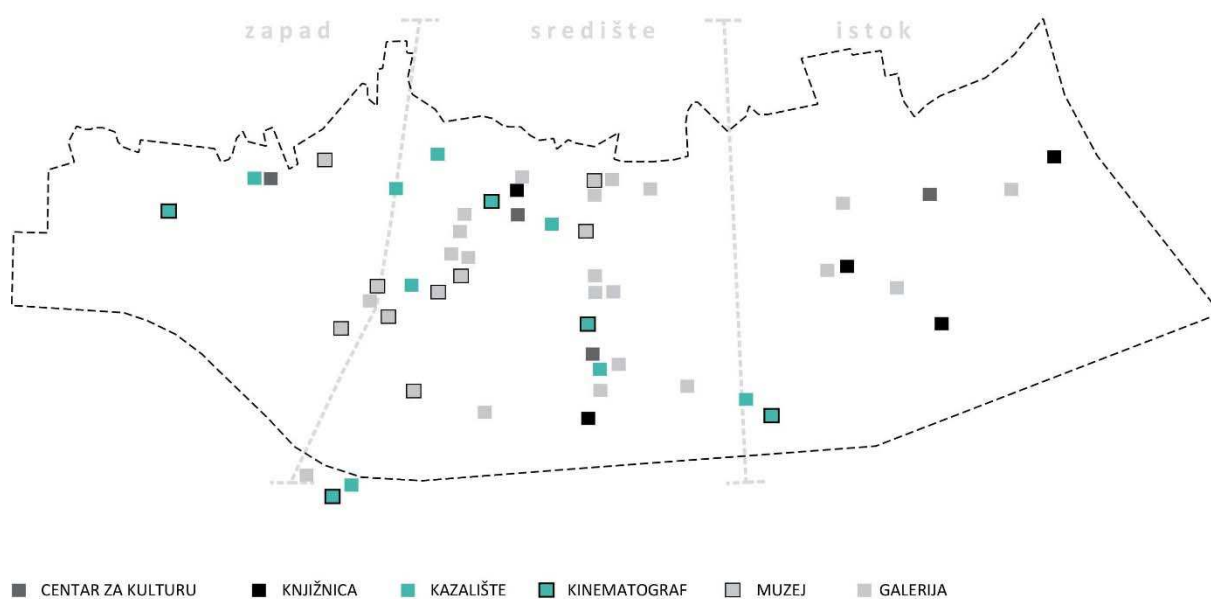 zapad središte istok
CENTAR ZA KULTURU KNJIŽNICA KAZALIŠTE KINEMATOGRAF MUZEJ GALERIJA